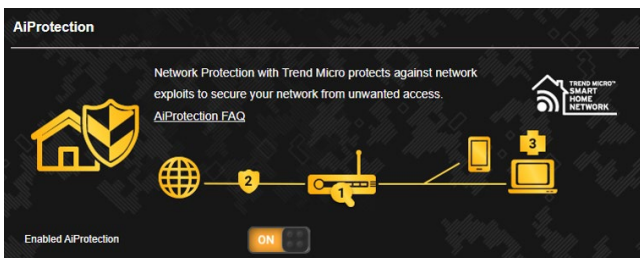 AiProtection
Network Protection with Trend Micro protects against network
exploits to secure your network from unwanted access.
AiProtection FAQ
TREND MICRO™
SMART
HOME
NETWORK
3
2
1
Enabled AiProtection
ON